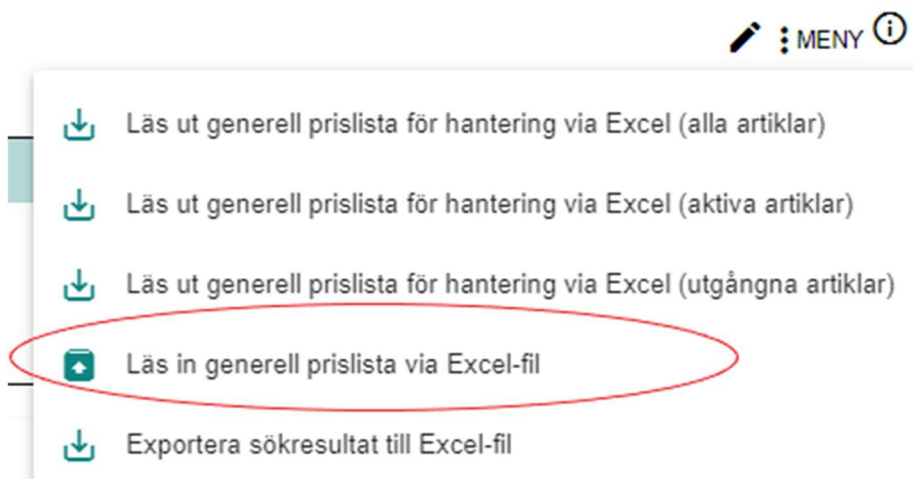 MENY
Läs ut generell prislista för hantering via Excel (alla artiklar)
Läs ut generell prislista för hantering via Excel (aktiva artiklar)
Läs ut generell prislista för hantering via Excel (utgångna artiklar)
Läs in generell prislista via Excel-fil
Exportera sökresultat till Excel-fil